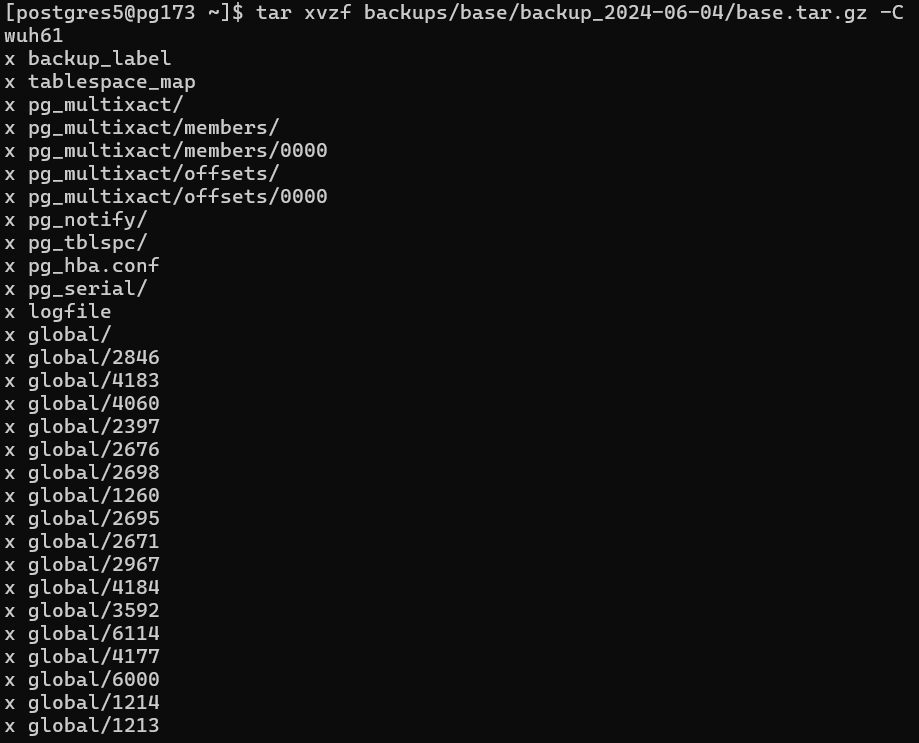 [postgres5@pg173 ~]$ tar xvzf backups/base/backup_2024-06-04/base.tar.gz -C
wuh61
x backup_label
x tablespace_map
x pg_multixact/
x pg_multixact/members/
x pg_multixact/members/0000
x pg_multixact/offsets/
x pg_multixact/offsets/0000
x pg_notify/
x pg_tblspc/
x pg_hba.conf
x pg_serial/
x logfile
x global/
x global/2846
x global/4183
x global/4060
x global/2397
x global/2676
x global/2698
x global/1260
x global/2695
x global/2671
x global/2967
x global/4184
x global/3592
x global/6114
x global/4177
x global/6000
x global/1214
x global/1213